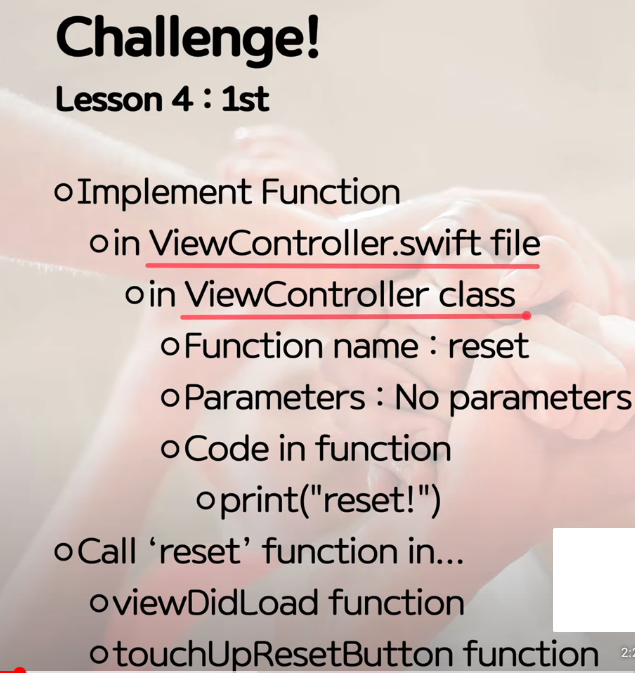 Challenge!
Lesson 4 : 1st
Implement Function
in ViewController.swift file
in ViewController class
Function name : reset
Parameters : No parameters
Code in function
print("reset!")
Call ‘reset’ function in...
viewDidLoad function
touchUpResetButton function